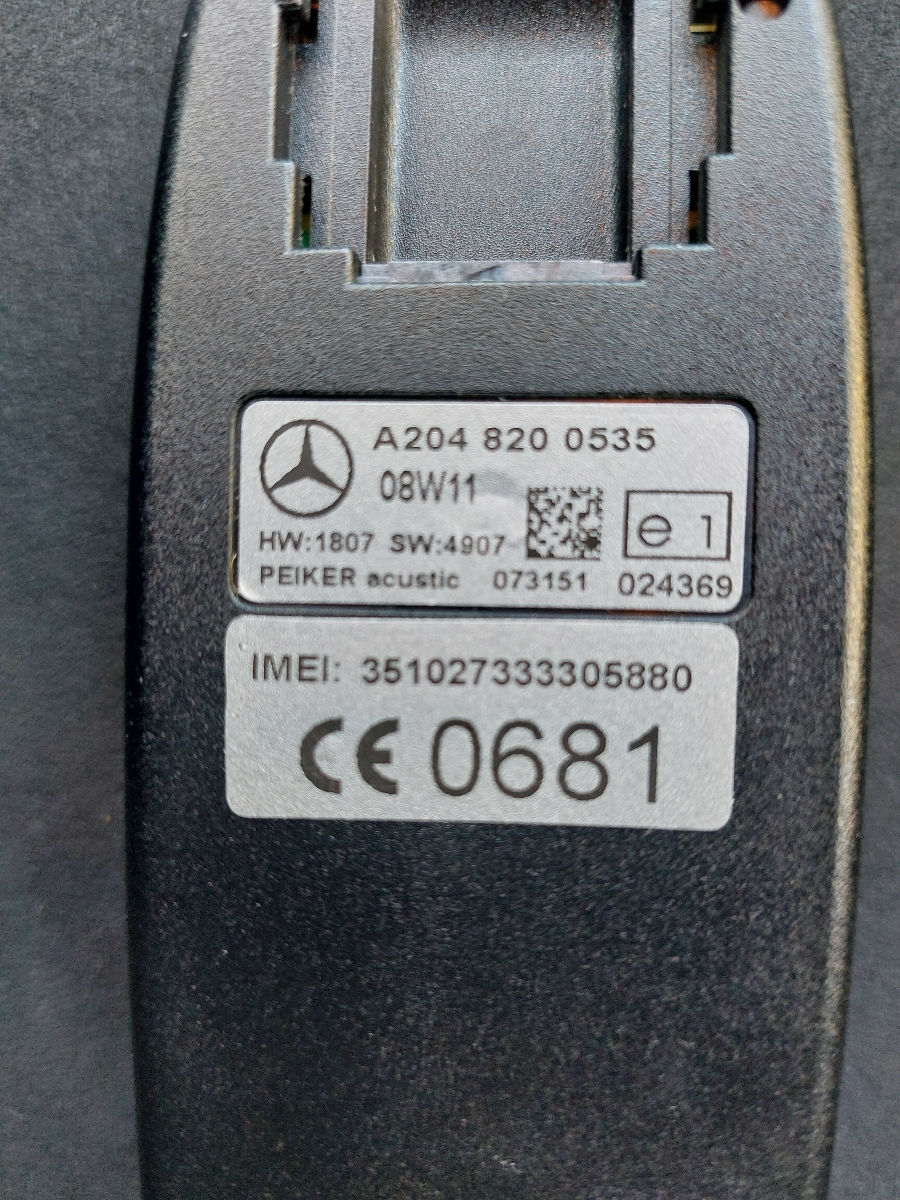 A204 820 0535
08W11
e 1
HW:1807 SW:4907
PEIKER acustic 073151 024369
IMEI: 351027333305880
CE 0681